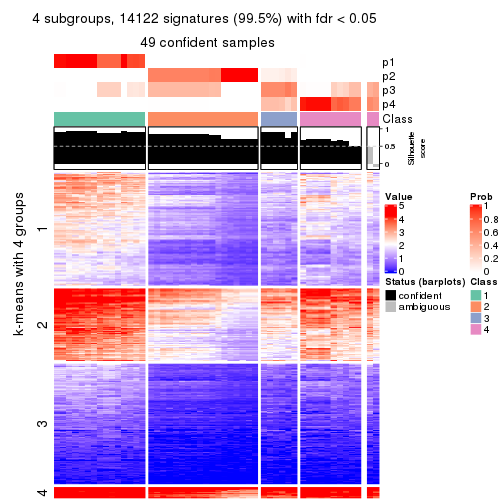 4 subgroups, 14122 signatures (99.5%) with fdr < 0.05
49 confident samples
p1
p2
p3
p4
Class
1
0.5
0
Silhouette
score
k-means with 4 groups
1
2
3
4
Value
5
4
3
2
1
0
Prob
1
0.8
0.6
0.4
0.2
0
Status (barplots)
confident
ambiguous
Class
1
2
3
4